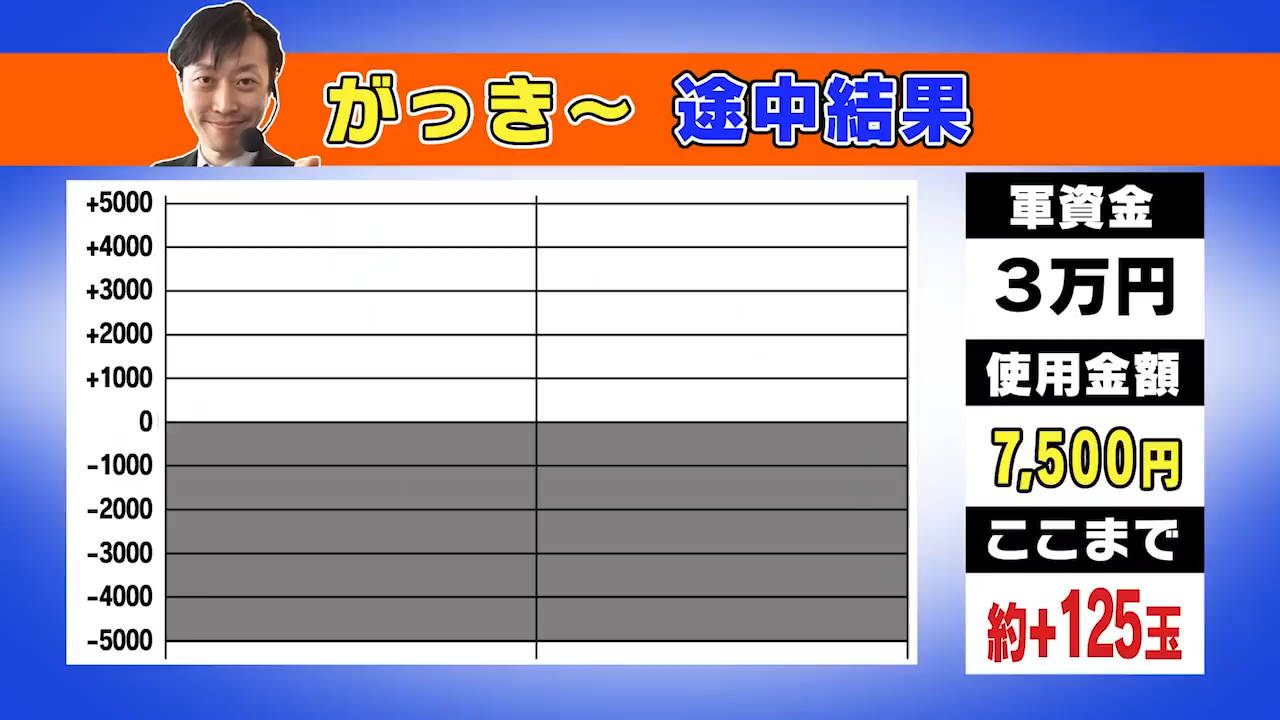 がっき～ 途中結果
+5000
+4000
+3000
+2000
+1000
0
-1000
-2000
-3000
-4000
-5000
軍資金
3万円
使用金額
7,500円
ここまで
約+125玉